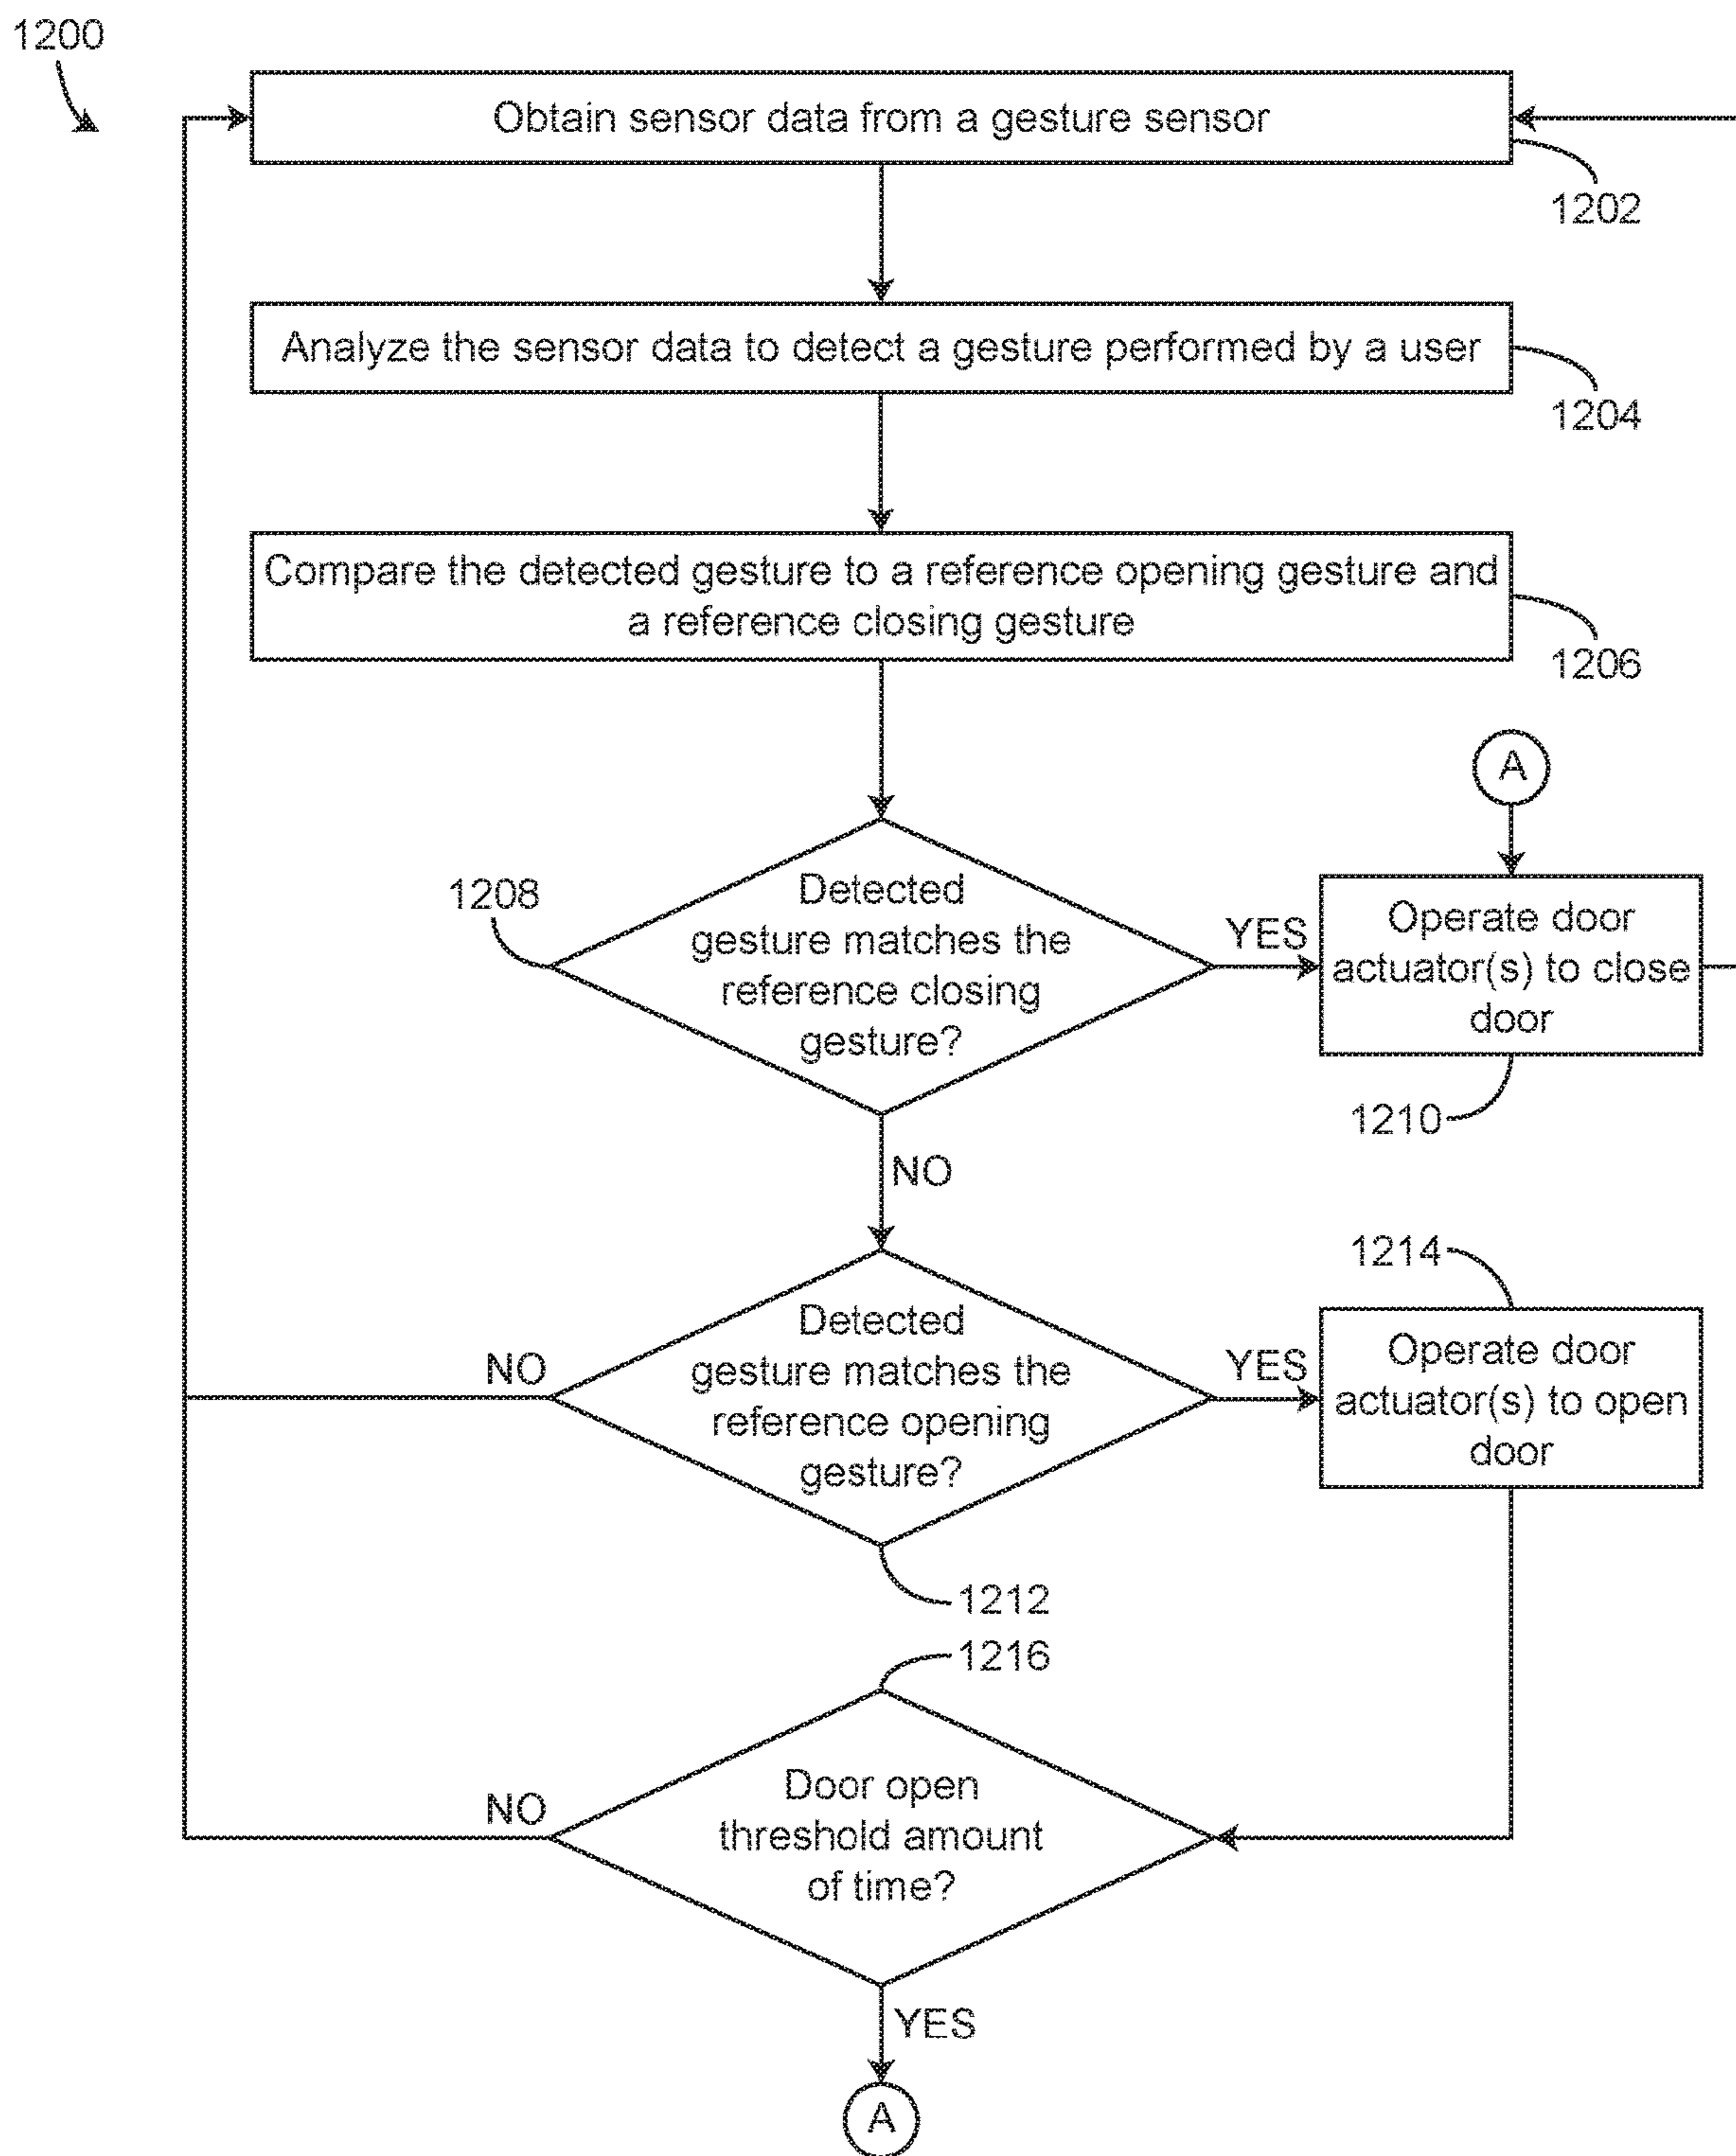 1200
Obtain sensor data from a gesture sensor
1202
Analyze the sensor data to detect a gesture performed by a user
1204
Compare the detected gesture to a reference opening gesture and
a reference closing gesture
1206
A
1208
Detected
gesture matches the
reference closing
gesture?
YES
Operate door
actuator(s) to close
door
1210
NO
1214
Detected
gesture matches the
reference opening
gesture?
NO
YES
Operate door
actuator(s) to open
door
1212
1216
Door open
threshold amount
of time?
NO
YES
A